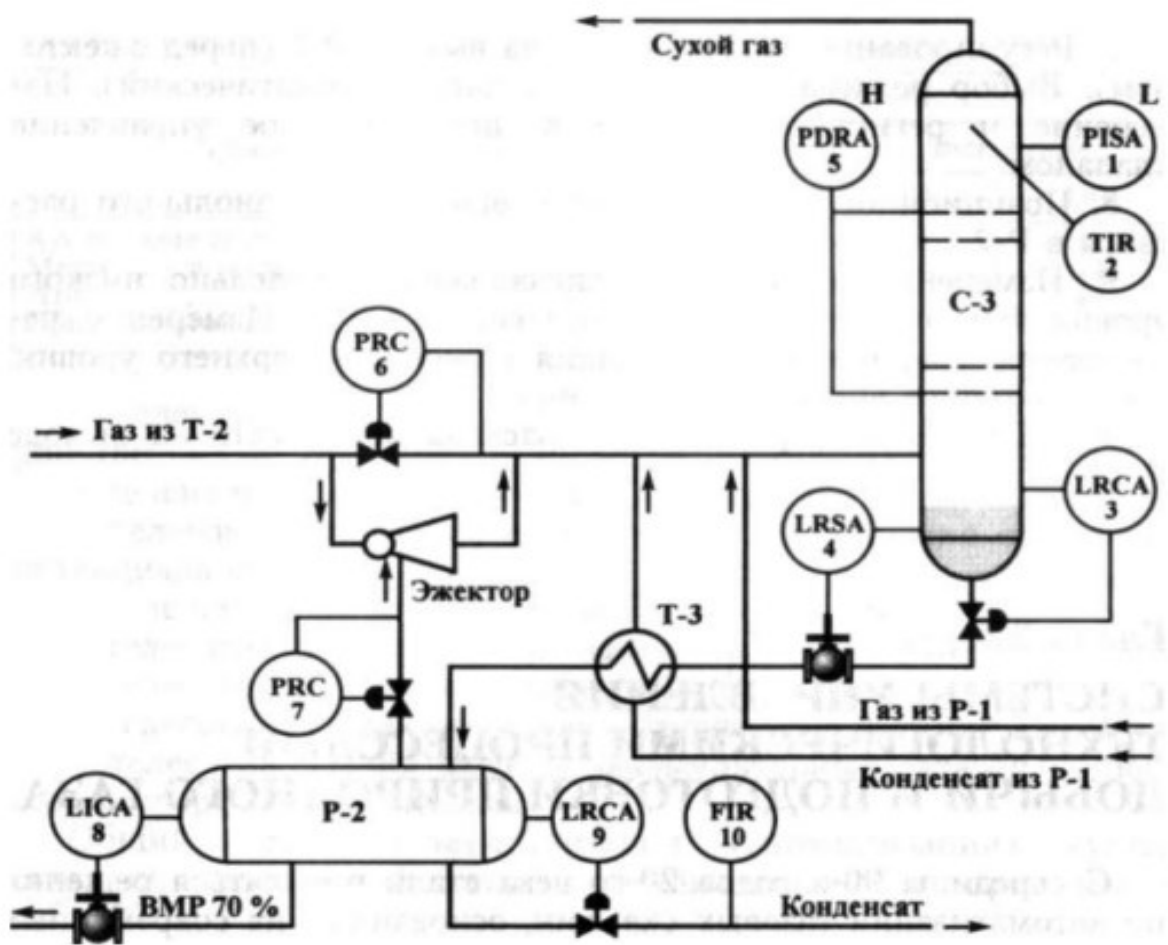 Сухой газ
H
L
PDRA
5
PISA
1
TIR
2
С-3
PRC
6
Газ из Т-2
LRCA
3
LRSA
4
Эжектор
Т-3
PRC
7
Газ из Р-1
Конденсат из Р-1
LICA
8
Р-2
LRCA
9
FIR
10
ВМР 70 %
Конденсат